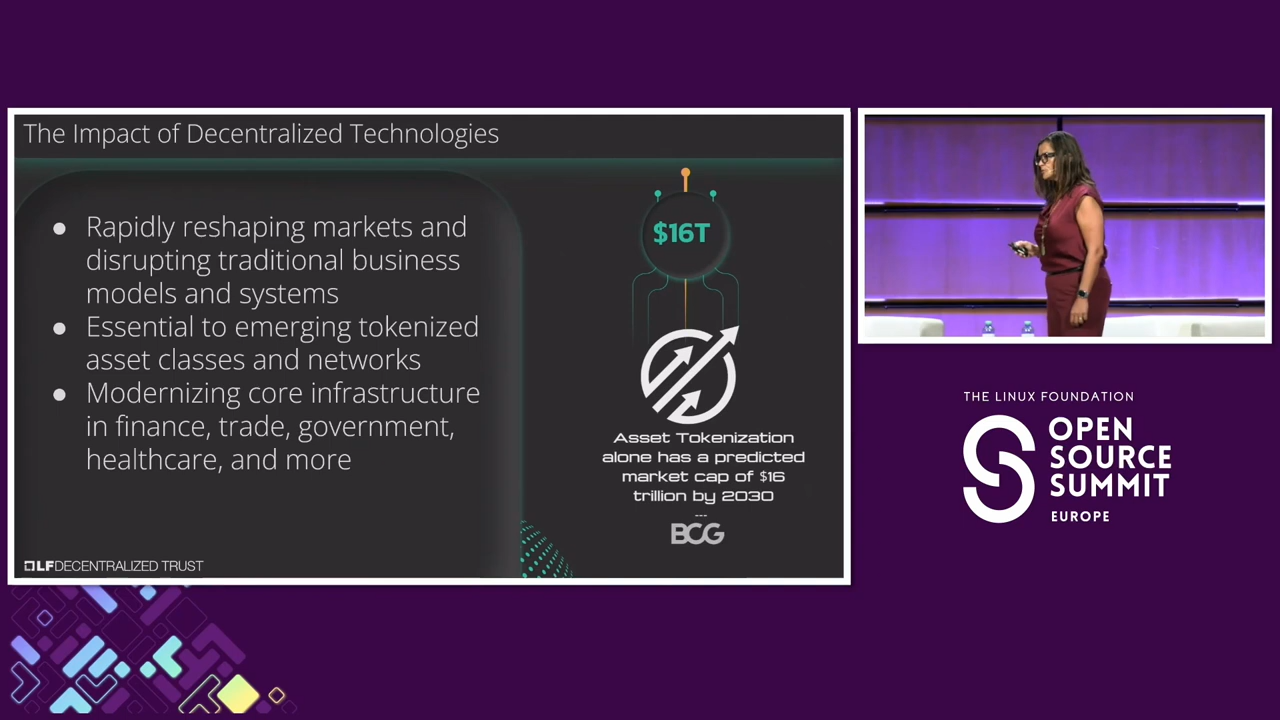 The Impact of Decentralized Technologies
● Rapidly reshaping markets and
disrupting traditional business
models and systems
● Essential to emerging tokenized
asset classes and networks
● Modernizing core infrastructure
in finance, trade, government,
healthcare, and more
$16T
Asset Tokenization
alone has a predicted
market cap of $16
trillion by 2030
---
BCG
LFDECENTRALIZED TRUST
THE LINUX FOUNDATION
OPEN
SOURCE
SUMMIT
EUROPE